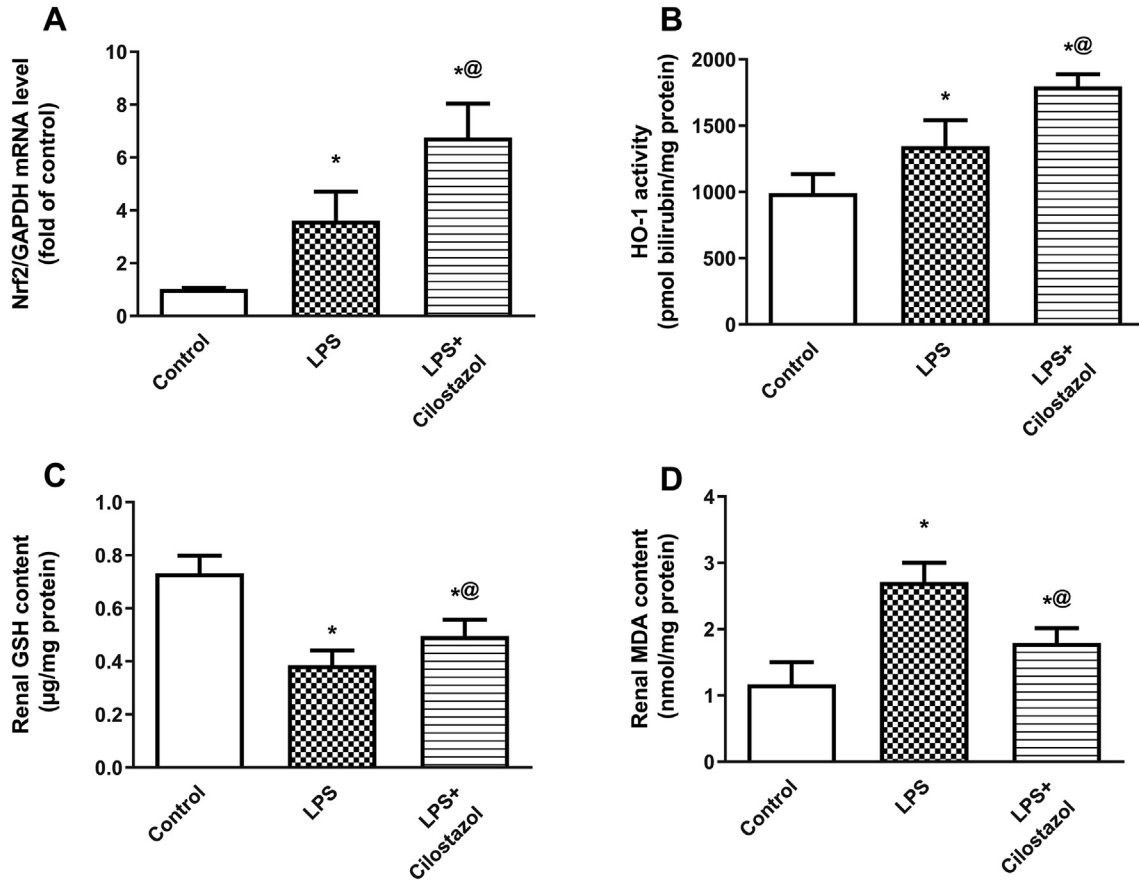 A
Nrf2/GAPDH mRNA level
(fold of control)
10
8
6
4
2
0
*
*@
Control
LPS
LPS+
Cilostazol
B
HO-1 activity
(pmol bilirubin/mg protein)
2000
1500
1000
500
0
*
*@
Control
LPS
LPS+
Cilostazol
C
Renal GSH content
(µg/mg protein)
1.0
0.8
0.6
0.4
0.2
0.0
*
*@
Control
LPS
LPS+
Cilostazol
D
Renal MDA content
(nmol/mg protein)
4
3
2
1
0
*
*@
Control
LPS
LPS+
Cilostazol